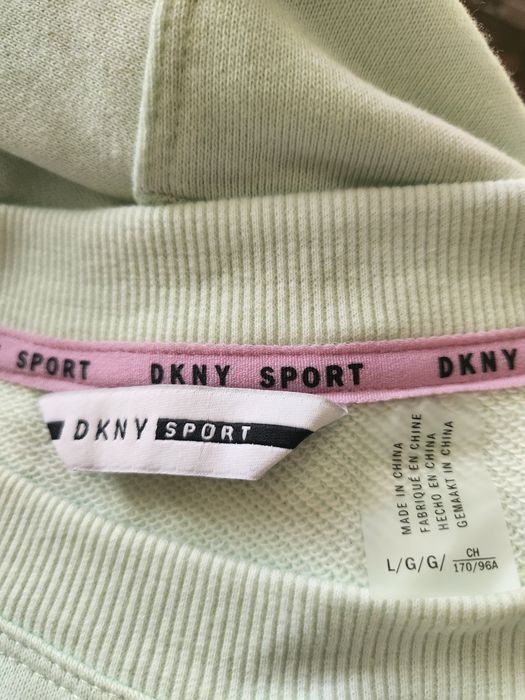 SPORT DKNY SPORT DKNY
DKNY SPORT
MADE IN CHINA
FABRIQUÉ EN CHINE
HECHO EN CHINA
GEMAAKT IN CHINA
L/G/G/ CH
170/96A